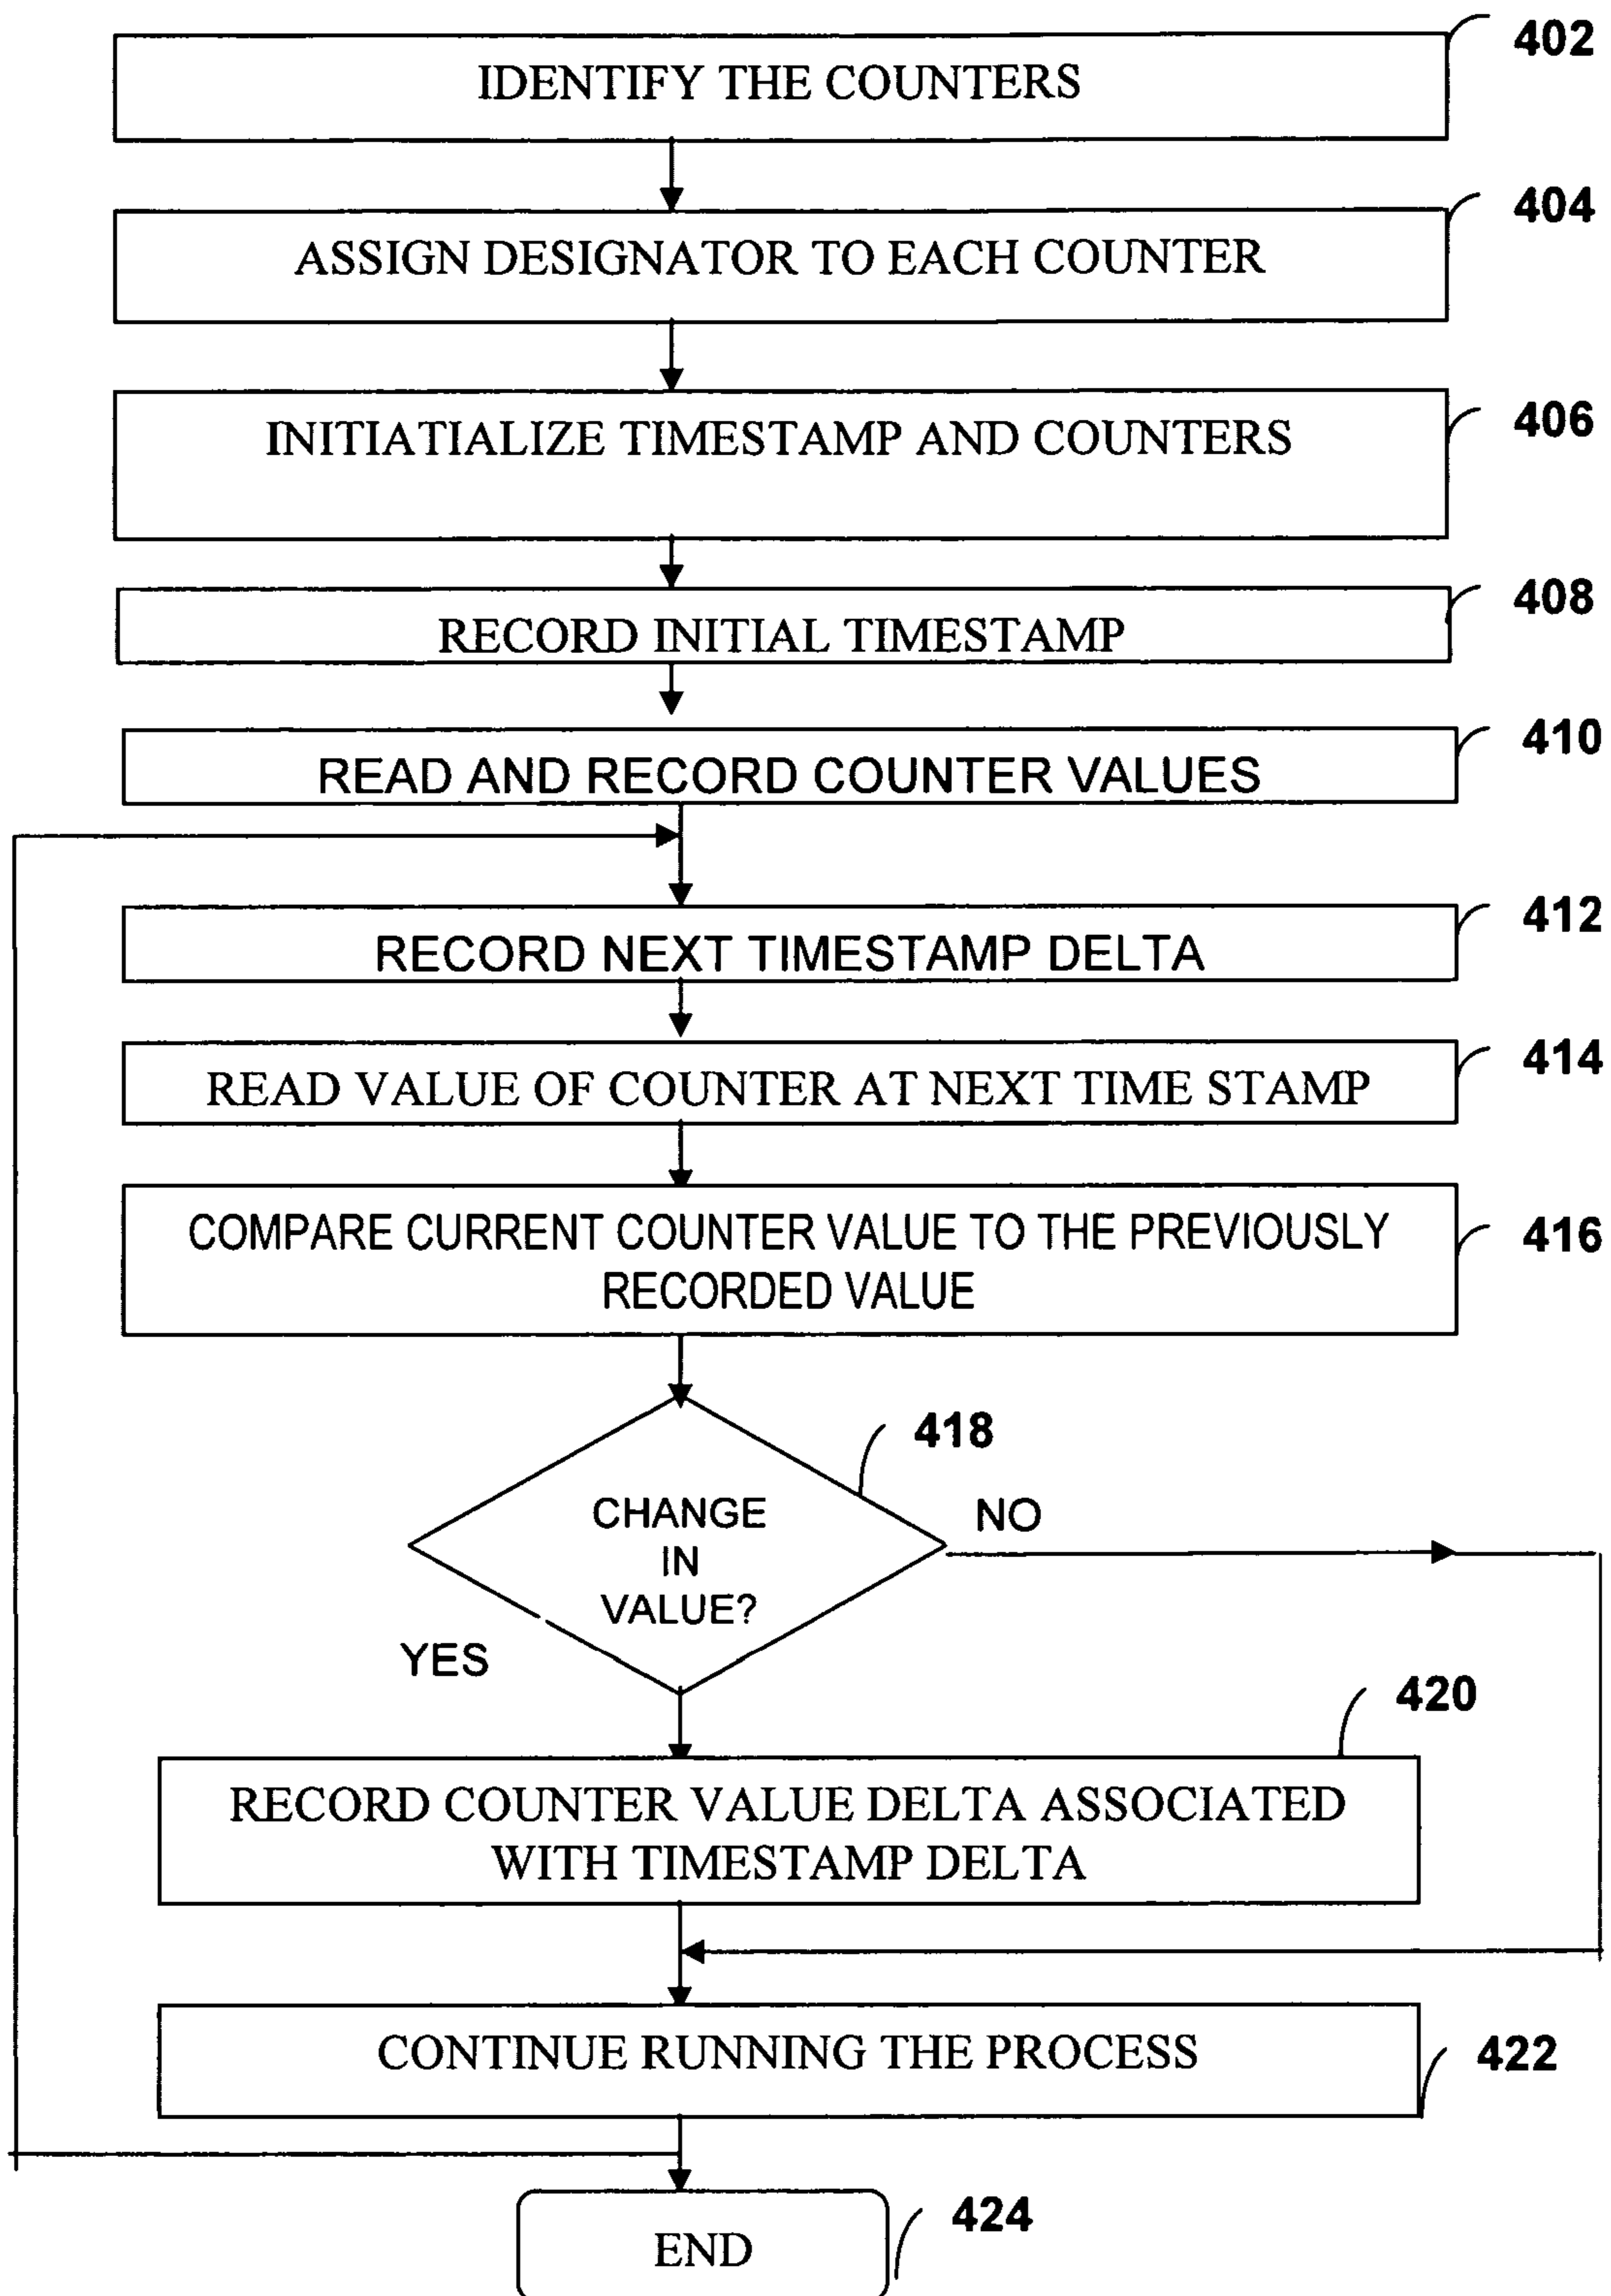 402
IDENTIFY THE COUNTERS
404
ASSIGN DESIGNATOR TO EACH COUNTER
406
INITIATIALIZE TIMESTAMP AND COUNTERS
408
RECORD INITIAL TIMESTAMP
410
READ AND RECORD COUNTER VALUES
412
RECORD NEXT TIMESTAMP DELTA
414
READ VALUE OF COUNTER AT NEXT TIME STAMP
COMPARE CURRENT COUNTER VALUE TO THE PREVIOUSLY
416
RECORDED VALUE
418
CHANGE
NO
IN
VALUE?
YES
420
RECORD COUNTER VALUE DELTA ASSOCIATED
WITH TIMESTAMP DELTA
CONTINUE RUNNING THE PROCESS
422
424
END